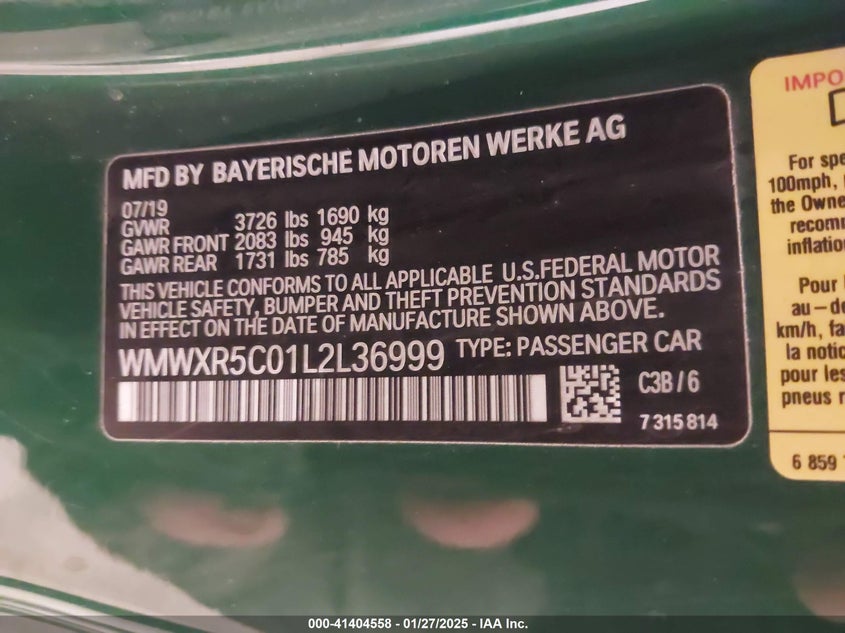 MFD BY BAYERISCHE MOTOREN WERKE AG
07/19
GVWR 3726 lbs 1690 kg
GAWR FRONT 2083 lbs 945 kg
GAWR REAR 1731 lbs 785 kg
THIS VEHICLE CONFORMS TO ALL APPLICABLE U.S.FEDERAL MOTOR
VEHICLE SAFETY, BUMPER AND THEFT PREVENTION STANDARDS
IN EFFECT ON THE DATE OF MANUFACTURE SHOWN ABOVE.
WMWXR5C01L2L36999 TYPE: PASSENGER CAR
C3B/6
7 315 814
IMPO
For spe
100mph,
the Owne
recomm
inflation
Pour
au-de
km/h, fa
la notic
pour les
pneus r
6 859
000-41404558 - 01/27/2025 - IAA Inc.